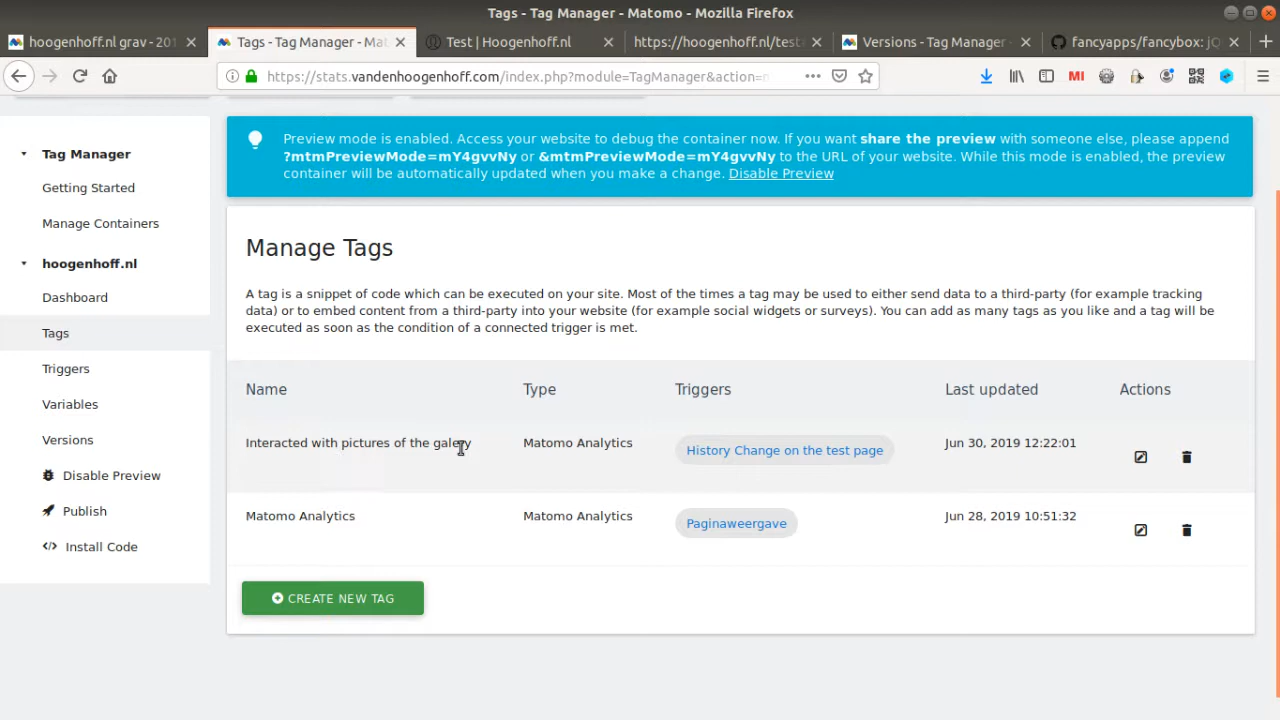 Tags - Tag Manager - Matomo - Mozilla Firefox
hoogenhoff.nl grav - 201
Tags - Tag Manager - Mat
Test | Hoogenhoff.nl
https://hoogenhoff.nl/test
Versions - Tag Manager
fancyapps/fancybox: jQ
https://stats.vandenhoogenhoff.com/index.php?module=TagManager&action=
MI
Preview mode is enabled. Access your website to debug the container now. If you want share the preview with someone else, please append
?mtmPreviewMode=mY4gvvNy or &mtmPreviewMode=mY4gvvNy to the URL of your website. While this mode is enabled, the preview
container will be automatically updated when you make a change. Disable Preview
Tag Manager
Getting Started
Manage Containers
hoogenhoff.nl
Dashboard
Tags
Triggers
Variables
Versions
Disable Preview
Publish
Install Code
Manage Tags
A tag is a snippet of code which can be executed on your site. Most of the times a tag may be used to either send data to a third-party (for example tracking
data) or to embed content from a third-party into your website (for example social widgets or surveys). You can add as many tags as you like and a tag will be
executed as soon as the condition of a connected trigger is met.
Name Type Triggers Last updated Actions
Interacted with pictures of the galery Matomo Analytics History Change on the test page Jun 30, 2019 12:22:01
Matomo Analytics Matomo Analytics Paginaweergave Jun 28, 2019 10:51:32
CREATE NEW TAG